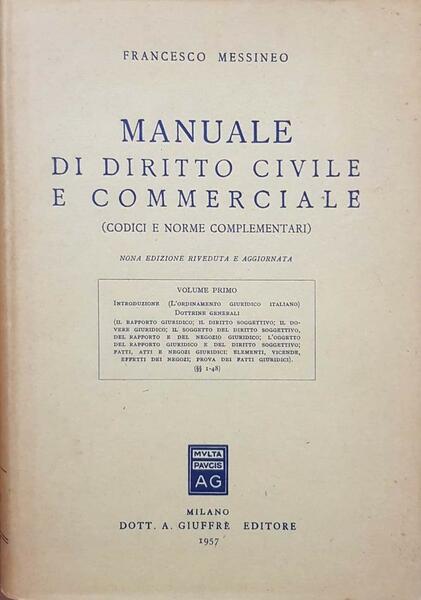 FRANCESCO MESSINEO
MANUALE
DI DIRITTO CIVILE
E COMMERCIALE
(CODICI E NORME COMPLEMENTARI)
NONA EDIZIONE RIVEDUTA E AGGIORNATA
VOLUME PRIMO
INTRODUZIONE (L'ORDINAMENTO GIURIDICO ITALIANO)
DOTTRINE GENERALI
(IL RAPPORTO GIURIDICO; IL DIRITTO SOGGETTIVO; IL DO-
VERE GIURIDICO; IL SOGGETTO DEL DIRITTO SOGGETTIVO,
DEL RAPPORTO E DEL NEGOZIO GIURIDICO; L'OGGETTO
DEL RAPPORTO GIURIDICO E DEL DIRITTO SOGGETTIVO;
FATTI, ATTI E NEGOZI GIURIDICI; ELEMENTI, VICENDE,
EFFETTI DEI NEGOZI; PROVA DEI FATTI GIURIDICI).
(§§ 1-48)
MVLTA
PAVCIS
AG
MILANO
DOTT. A. GIUFFRÈ EDITORE
1957